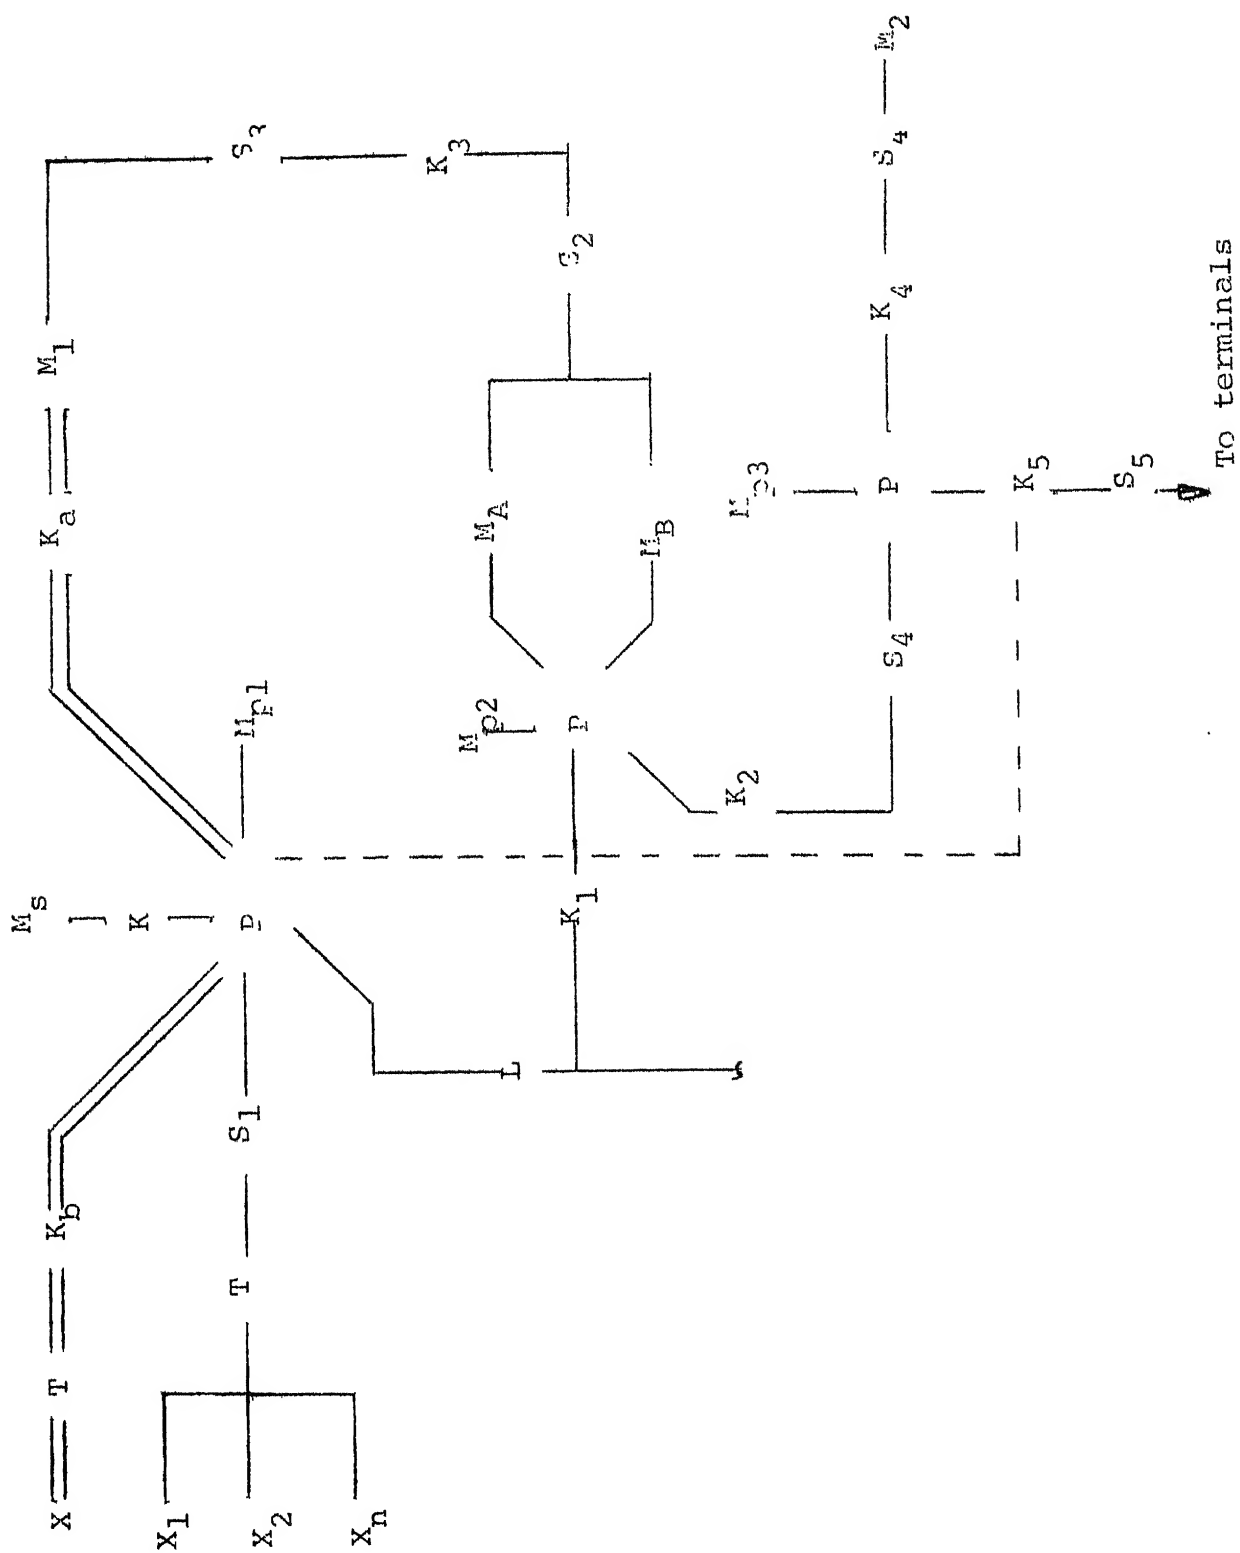 M_s
X T K_b K_a M_1
K
X_1
T S_1 P M_p1 S_3
X_2
X_n
K_3
M_p2 M_A
L
K_1 P S_2
M_B
K_2 M_p3
S_4 P K_4 S_4 M_2
K_5
S_5
To terminals